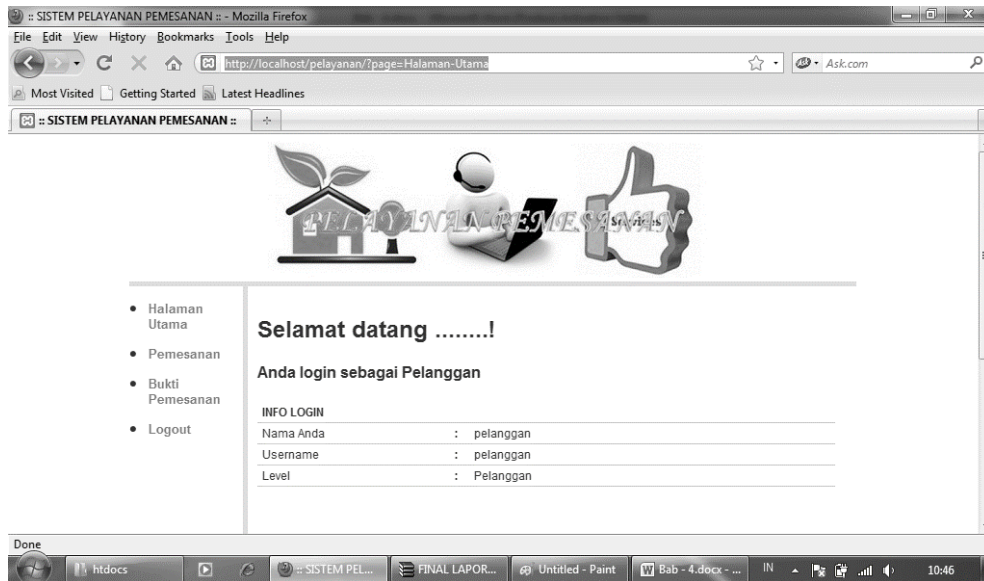 :: SISTEM PELAYANAN PEMESANAN :: - Mozilla Firefox
File Edit View History Bookmarks Tools Help
http://localhost/pelayanan/?page=Halaman-Utama
Ask.com
Most Visited Getting Started Latest Headlines
:: SISTEM PELAYANAN PEMESANAN ::
PELAYANAN PEMESANAN
Services
Halaman
Utama
Pemesanan
Bukti
Pemesanan
Logout
Selamat datang ........!
Anda login sebagai Pelanggan
INFO LOGIN
Nama Anda : pelanggan
Username : pelanggan
Level : Pelanggan
Done
htdocs
:: SISTEM PEL...
FINAL LAPOR...
Untitled - Paint
Bab - 4.docx - ...
IN
10:46